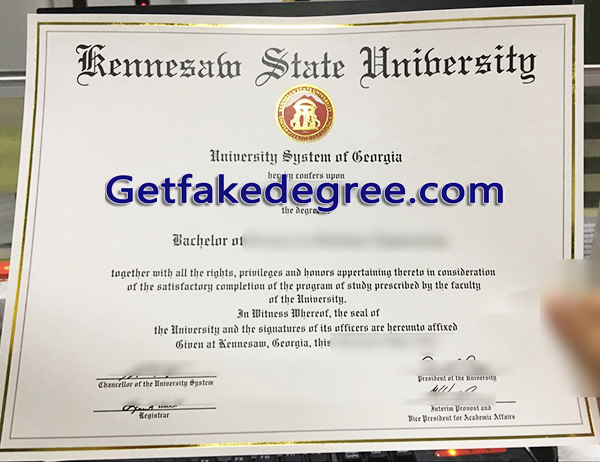 Kennesaw State University
University System of Georgia
hereby confers upon
Getfakedegree.com
the degree
Bachelor of
together with all the rights, privileges and honors appertaining thereto in consideration
of the satisfactory completion of the program of study prescribed by the faculty
of the University.
In Witness Whereof, the seal of
the University and the signatures of its officers are hereunto affixed
Given at Kennesaw, Georgia, this
Chancellor of the University System
President of the University
Registrar
Interim Provost and
Vice President for Academic Affairs